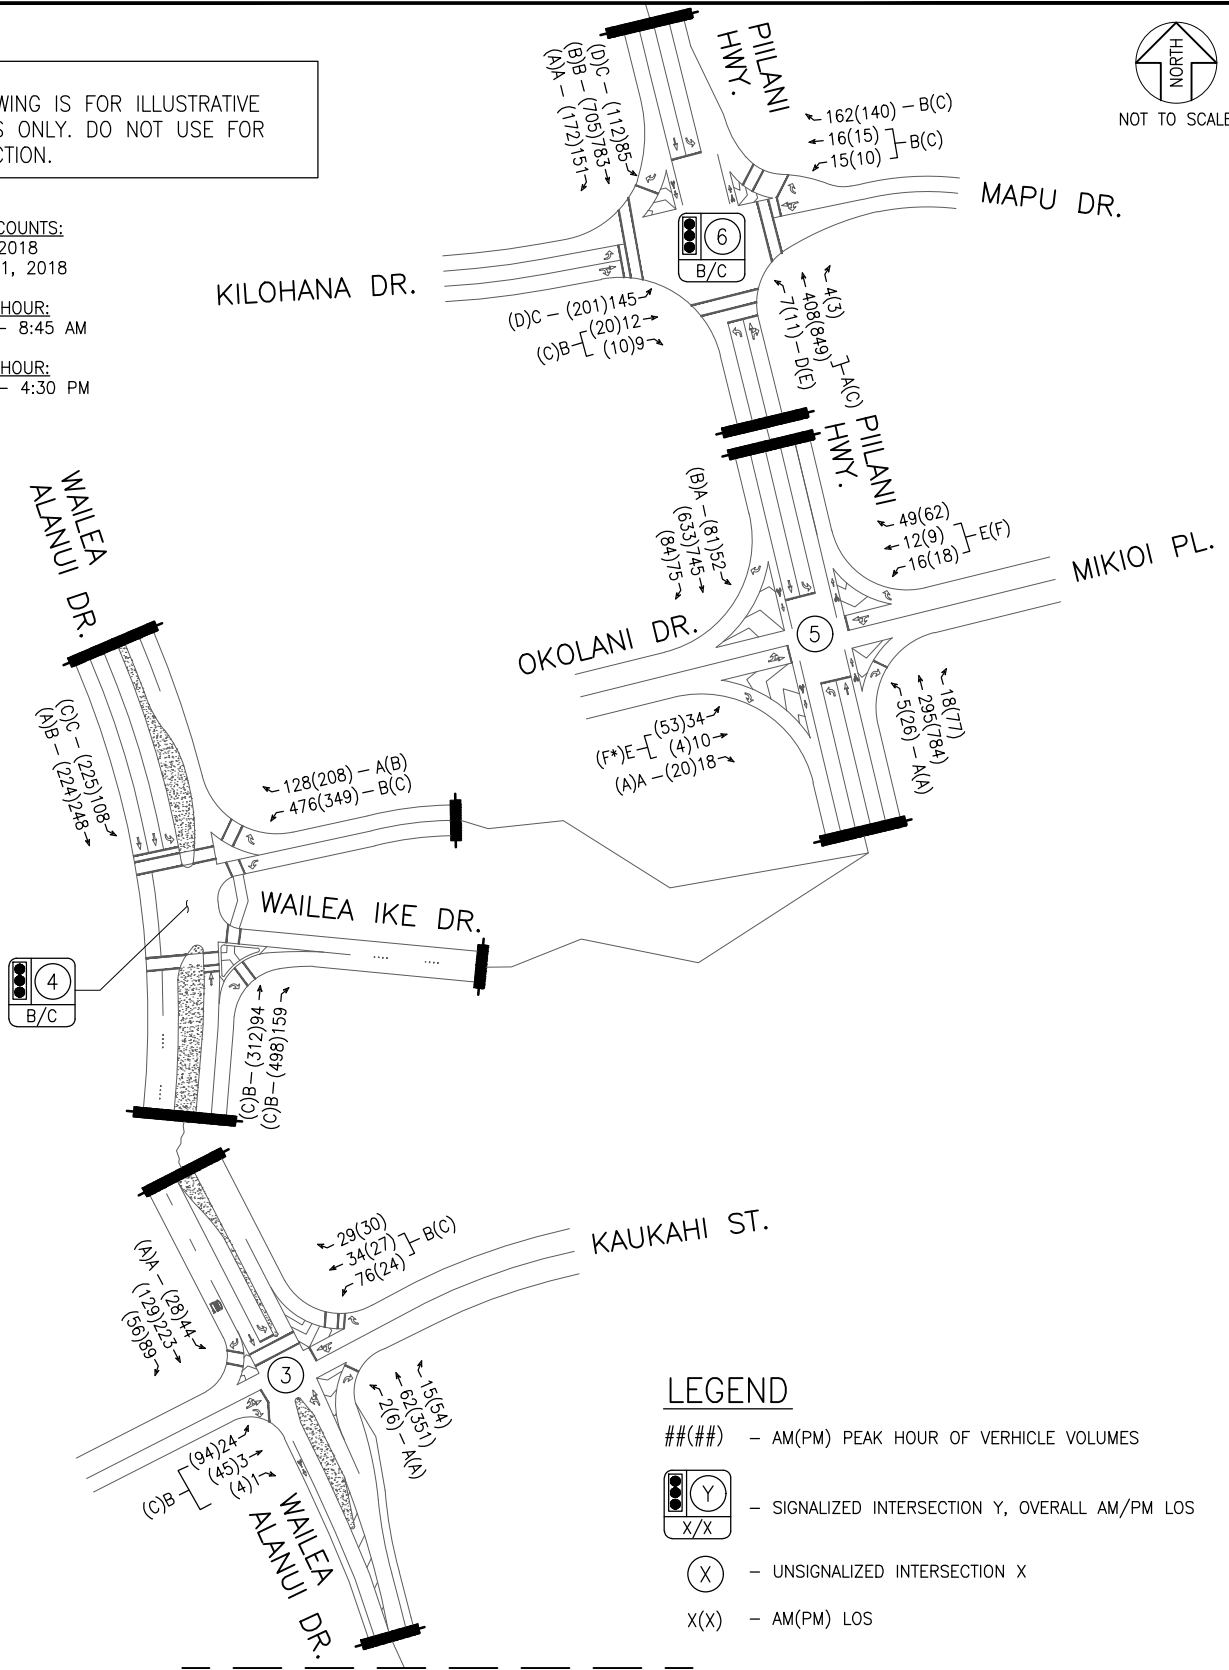 WING IS FOR ILLUSTRATIVE
S ONLY. DO NOT USE FOR
CTION.
COUNTS:
2018
1, 2018
HOUR:
– 8:45 AM
HOUR:
– 4:30 PM
NORTH
NOT TO SCALE
PIILANI
HWY.
(D)C – (112)85
(B)B – (705)783
(A)A – (172)151
162(140) – B(C)
16(15)
B(C)
15(10)
MAPU DR.
KILOHANA DR.
6
B/C
(D)C – (201)145
(20)12
(C)B
(10)9
4(3)
408(849)
A(C)
7(11) – D(E)
PIILANI
HWY.
(B)A – (81)52
(633)745
(84)75
49(62)
12(9)
E(F)
16(18)
MIKIOI PL.
OKOLANI DR.
5
(53)34
(F*)E
(4)10
(A)A – (20)18
18(77)
295(784)
5(26) – A(A)
WAILEA
ALANUI DR.
(C)C – (225)108
(A)B – (224)248
128(208) – A(B)
476(349) – B(C)
WAILEA IKE DR.
4
B/C
(C)B – (312)94
(C)B – (498)159
(A)A – (28)44
(129)223
(56)89
29(30)
34(27)
B(C)
76(24)
KAUKAHI ST.
3
15(54)
62(351)
2(6) – A(A)
(94)24
(45)3
(C)B
(4)1
WAILEA
ALANUI DR.
LEGEND
##(##) – AM(PM) PEAK HOUR OF VERHICLE VOLUMES
Y
X/X
– SIGNALIZED INTERSECTION Y, OVERALL AM/PM LOS
X – UNSIGNALIZED INTERSECTION X
X(X) – AM(PM) LOS